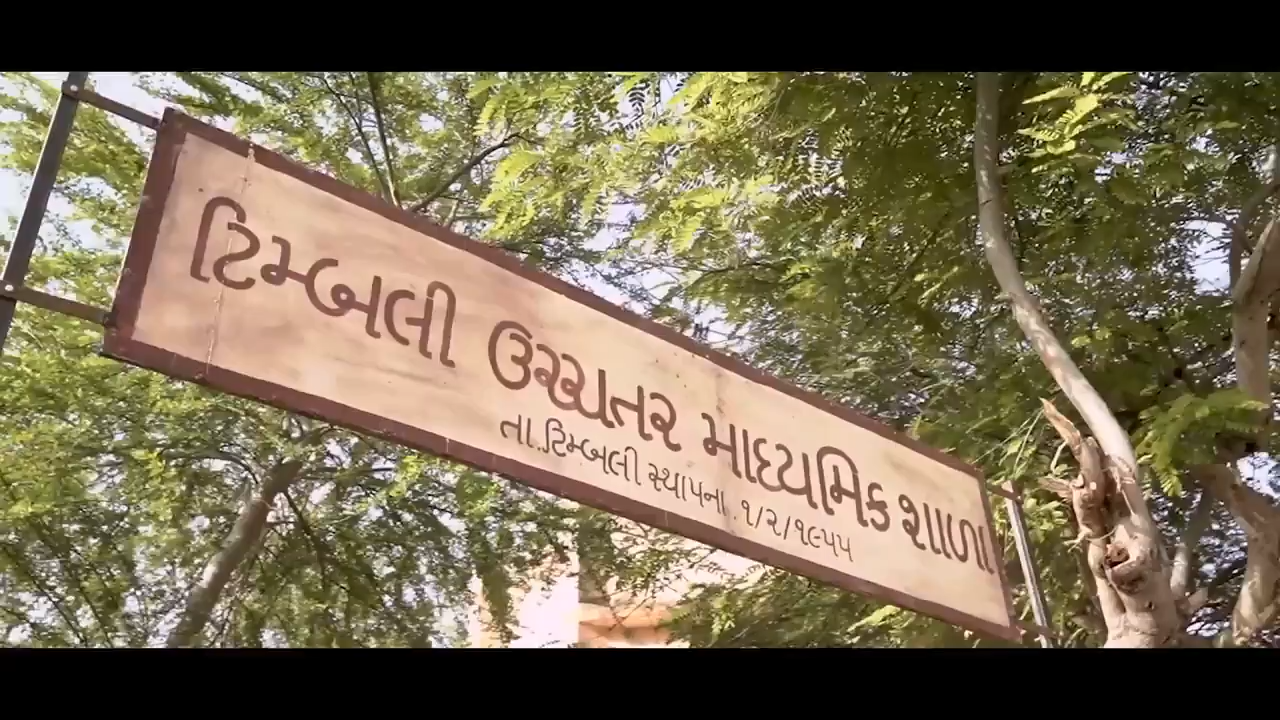 ટિમ્બલી ઉચ્ચતર માધ્યમિક શાળા
તા..ટિમ્બલી સ્થાપના..૧/૨/૧૯૫૫